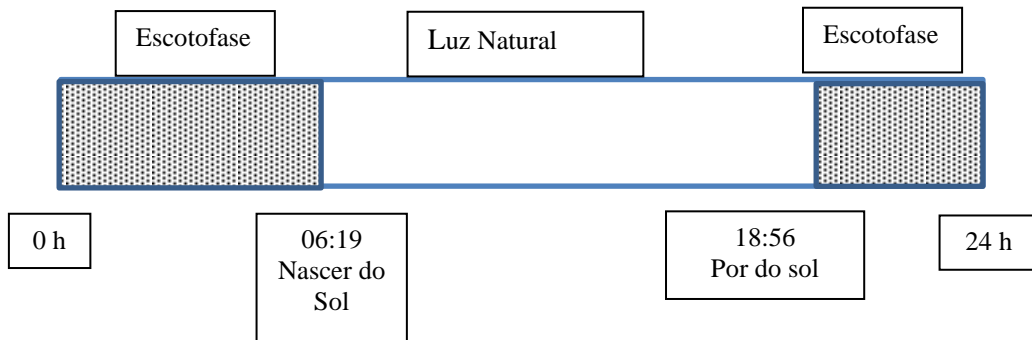 Escotofase
Luz Natural
Escotofase
0 h
06:19
Nascer do
Sol
18:56
Por do sol
24 h